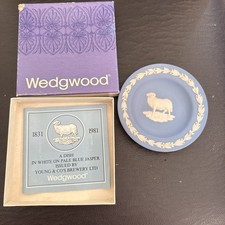 Wedgwood
1831 1981
A DISH
IN WHITE ON PALE BLUE JASPER
ISSUED BY
YOUNG & CO'S BREWERY LTD
Wedgwood